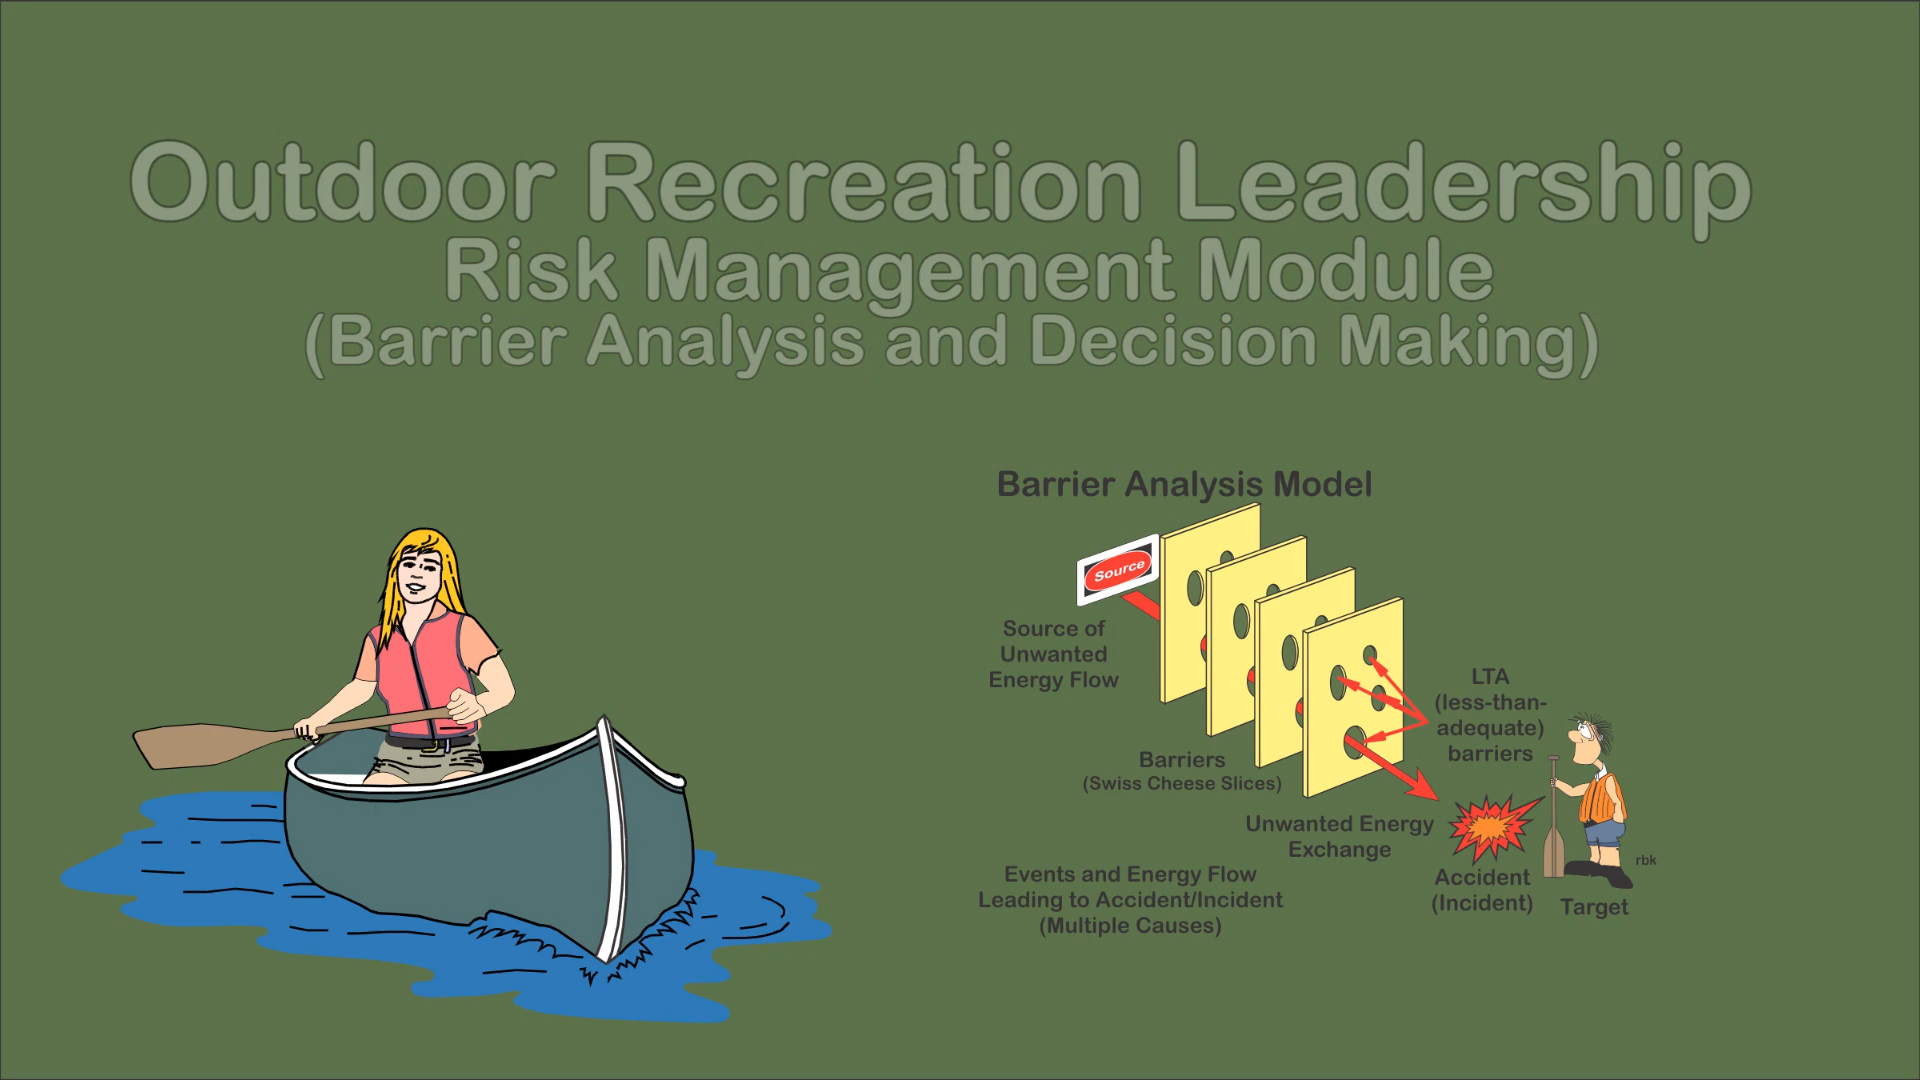 Outdoor Recreation Leadership
Risk Management Module
(Barrier Analysis and Decision Making)
Barrier Analysis Model
Source
Source of
Unwanted
Energy Flow
LTA
(less-than-
adequate)
barriers
Barriers
(Swiss Cheese Slices)
Unwanted Energy
Exchange
Events and Energy Flow
Leading to Accident/Incident
(Multiple Causes)
Accident
(Incident)
Target
rbk